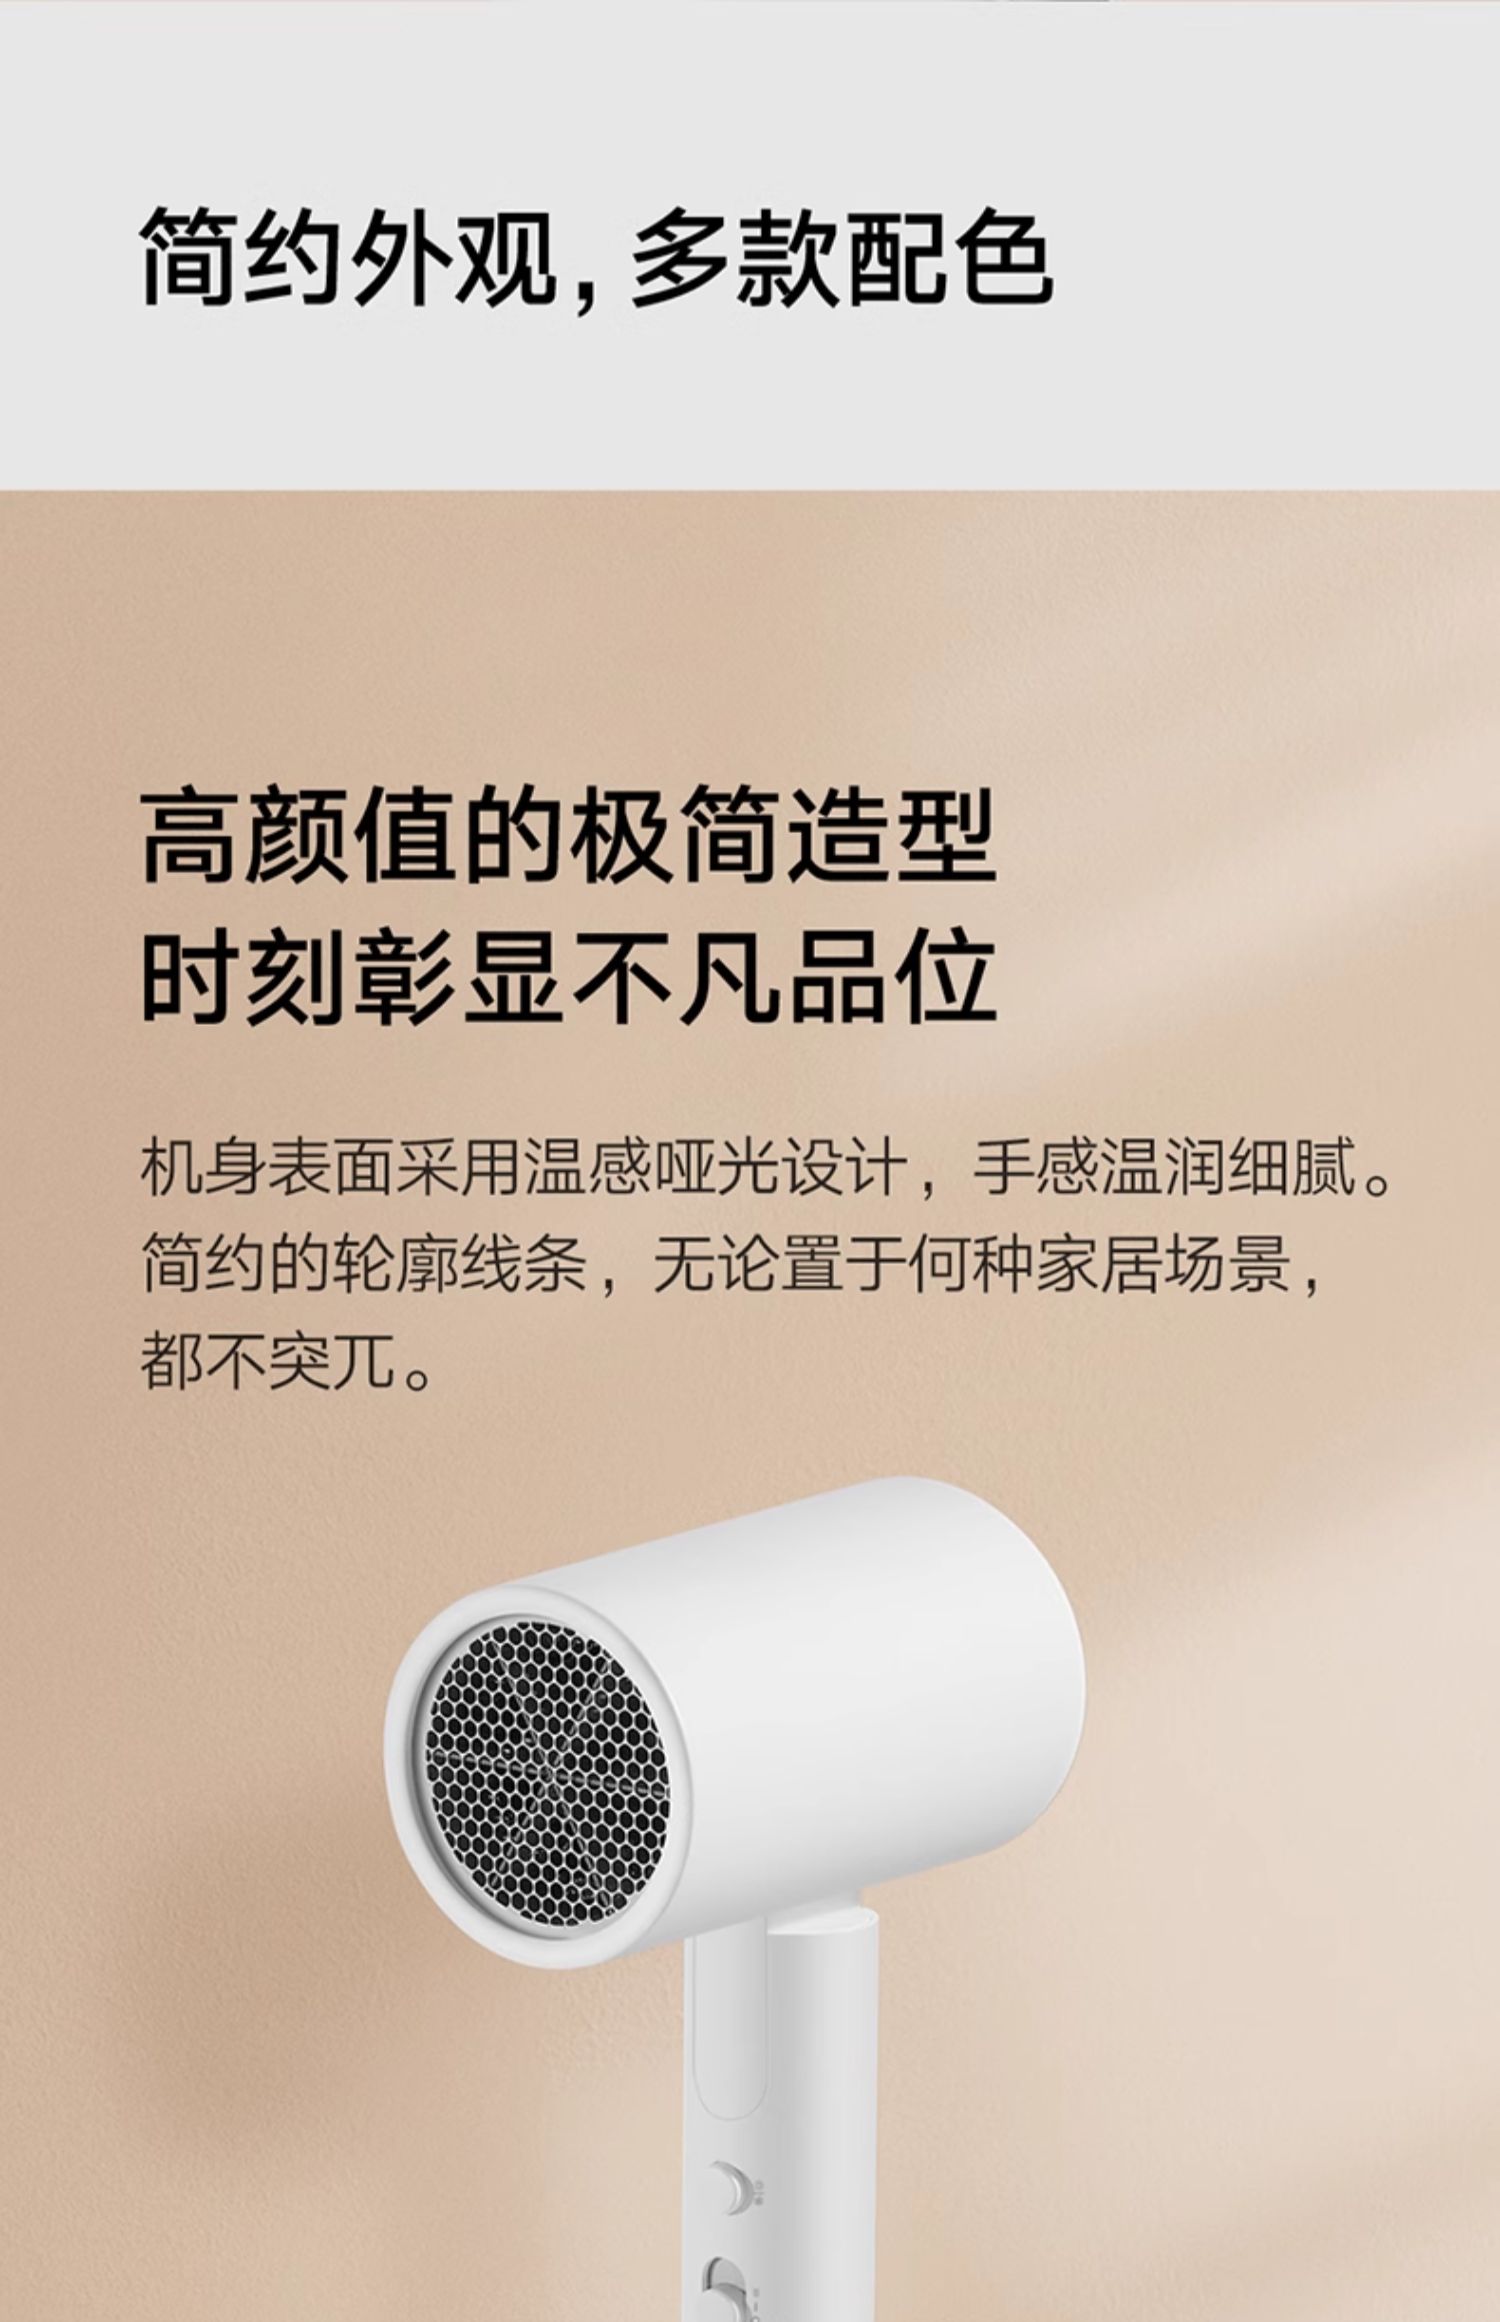 简约外观，多款配色
高颜值的极简造型
时刻彰显不凡品位
机身表面采用温感哑光设计，手感温润细腻。
简约的轮廓线条，无论置于何种家居场景，
都不突兀。